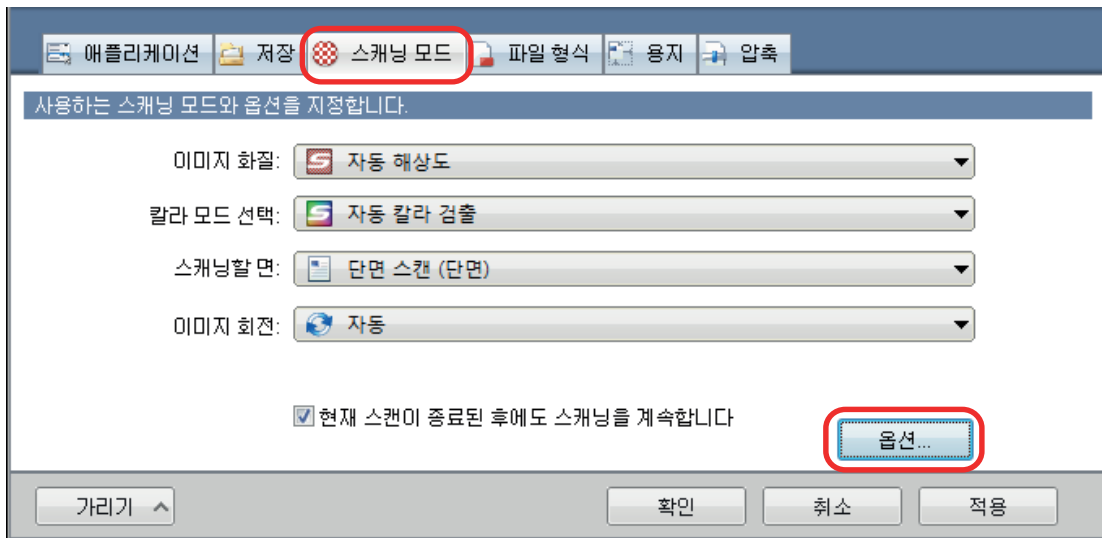 애플리케이션 저장 스캐닝 모드 파일 형식 용지 압축
사용하는 스캐닝 모드와 옵션을 지정합니다.
이미지 화질: 자동 해상도
칼라 모드 선택: 자동 칼라 검출
스캐닝할 면: 단면 스캔 (단면)
이미지 회전: 자동
현재 스캔이 종료된 후에도 스캐닝을 계속합니다
옵션...
가리기 확인 취소 적용